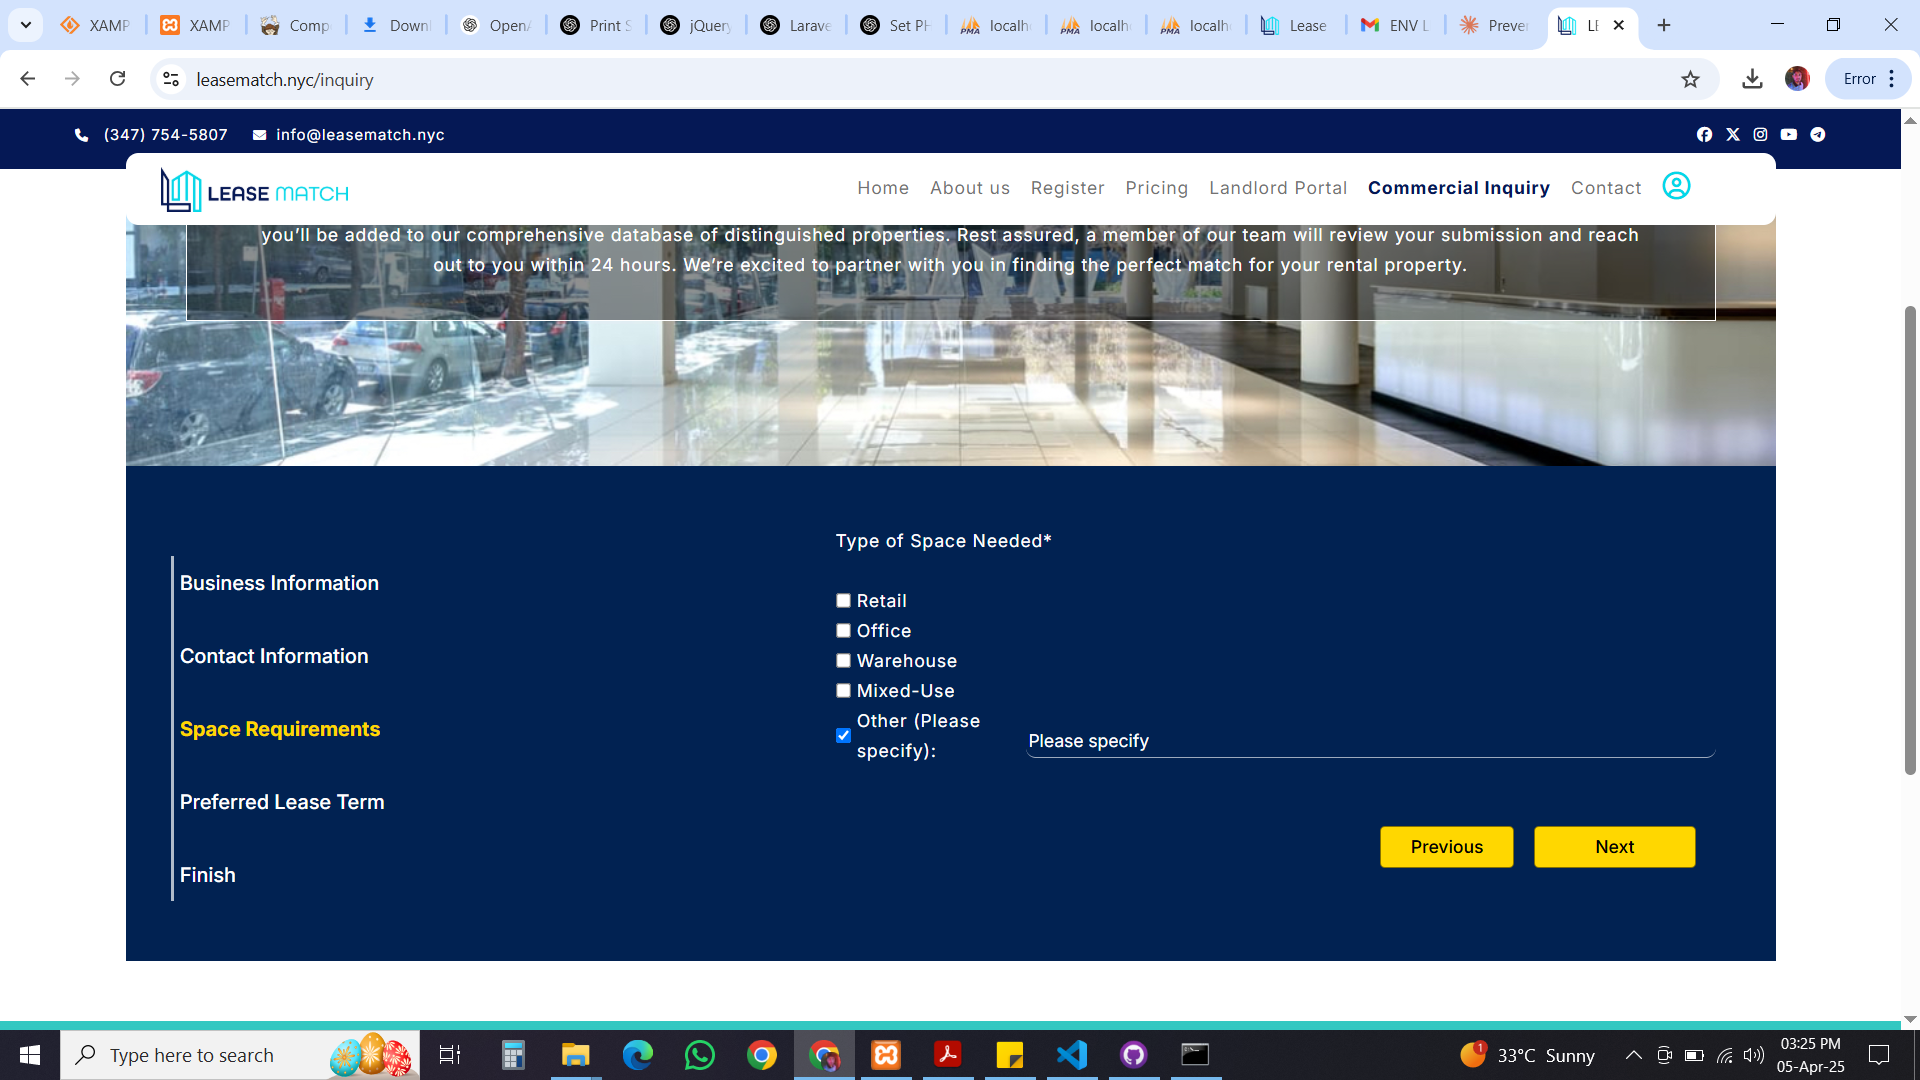 XAMP
XAMP
Comp
Downl
OpenA
Print S
jQuery
Larave
Set PH
localh
localh
localh
Lease
ENV L
Preve
LE
leasematch.nyc/inquiry
Error
(347) 754-5807
info@leasematch.nyc
LEASE MATCH
Home
About us
Register
Pricing
Landlord Portal
Commercial Inquiry
Contact
you’ll be added to our comprehensive database of distinguished properties. Rest assured, a member of our team will review your submission and reach
out to you within 24 hours. We’re excited to partner with you in finding the perfect match for your rental property.
Business Information
Contact Information
Space Requirements
Preferred Lease Term
Finish
Type of Space Needed*
Retail
Office
Warehouse
Mixed-Use
Other (Please
specify):
Please specify
Previous
Next
Type here to search
1
33°C Sunny
03:25 PM
05-Apr-25